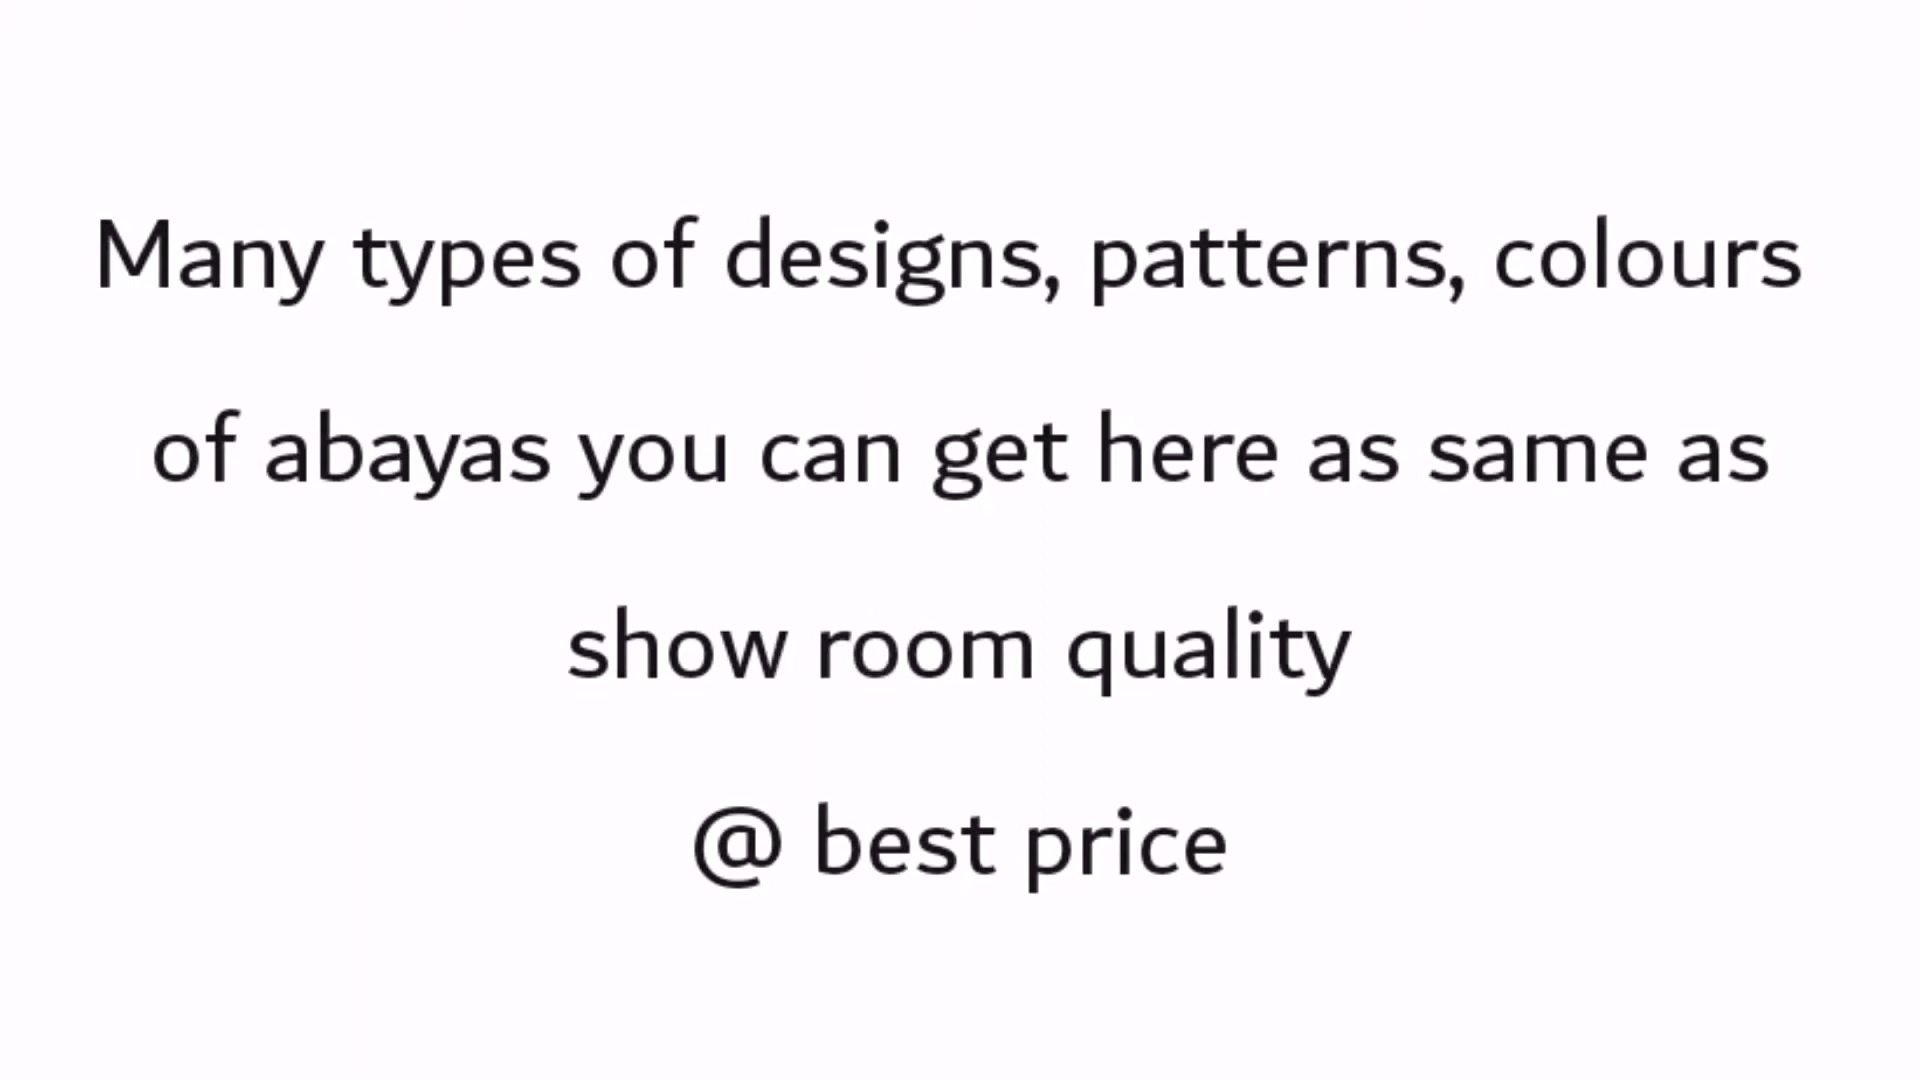 Many types of designs, patterns, colours
of abayas you can get here as same as
show room quality
@ best price